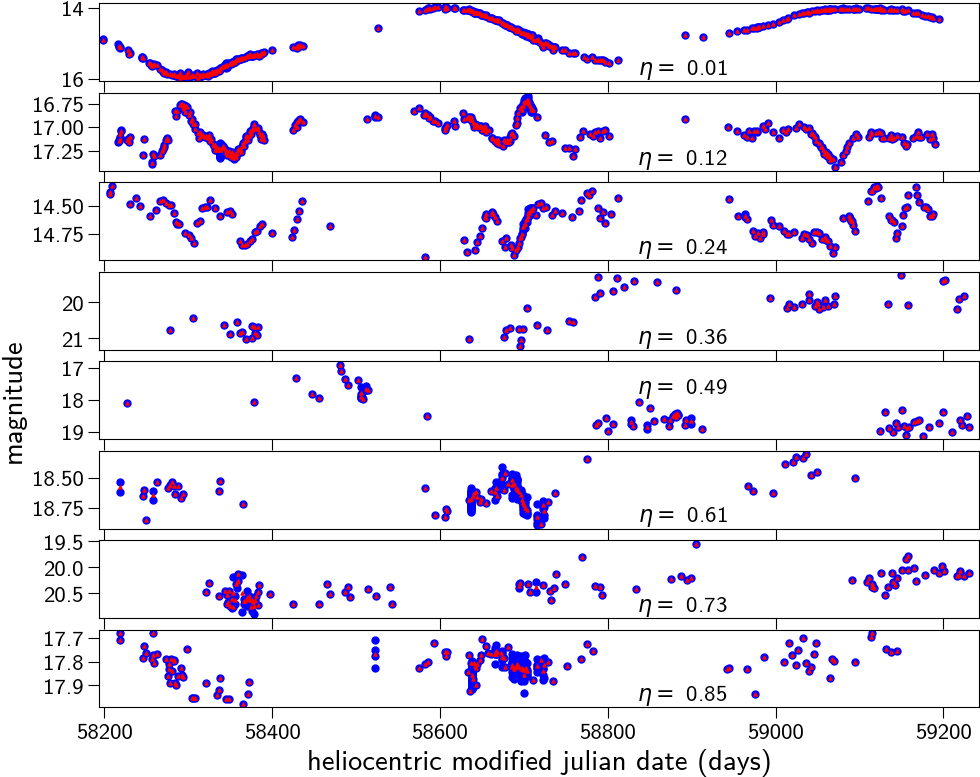 14
16
η = 0.01
16.75
17.00
17.25
η = 0.12
14.50
14.75
η = 0.24
20
21
η = 0.36
17
18
19
η = 0.49
18.50
18.75
η = 0.61
19.5
20.0
20.5
η = 0.73
17.7
17.8
17.9
η = 0.85
magnitude
58200 58400 58600 58800 59000 59200
heliocentric modified julian date (days)